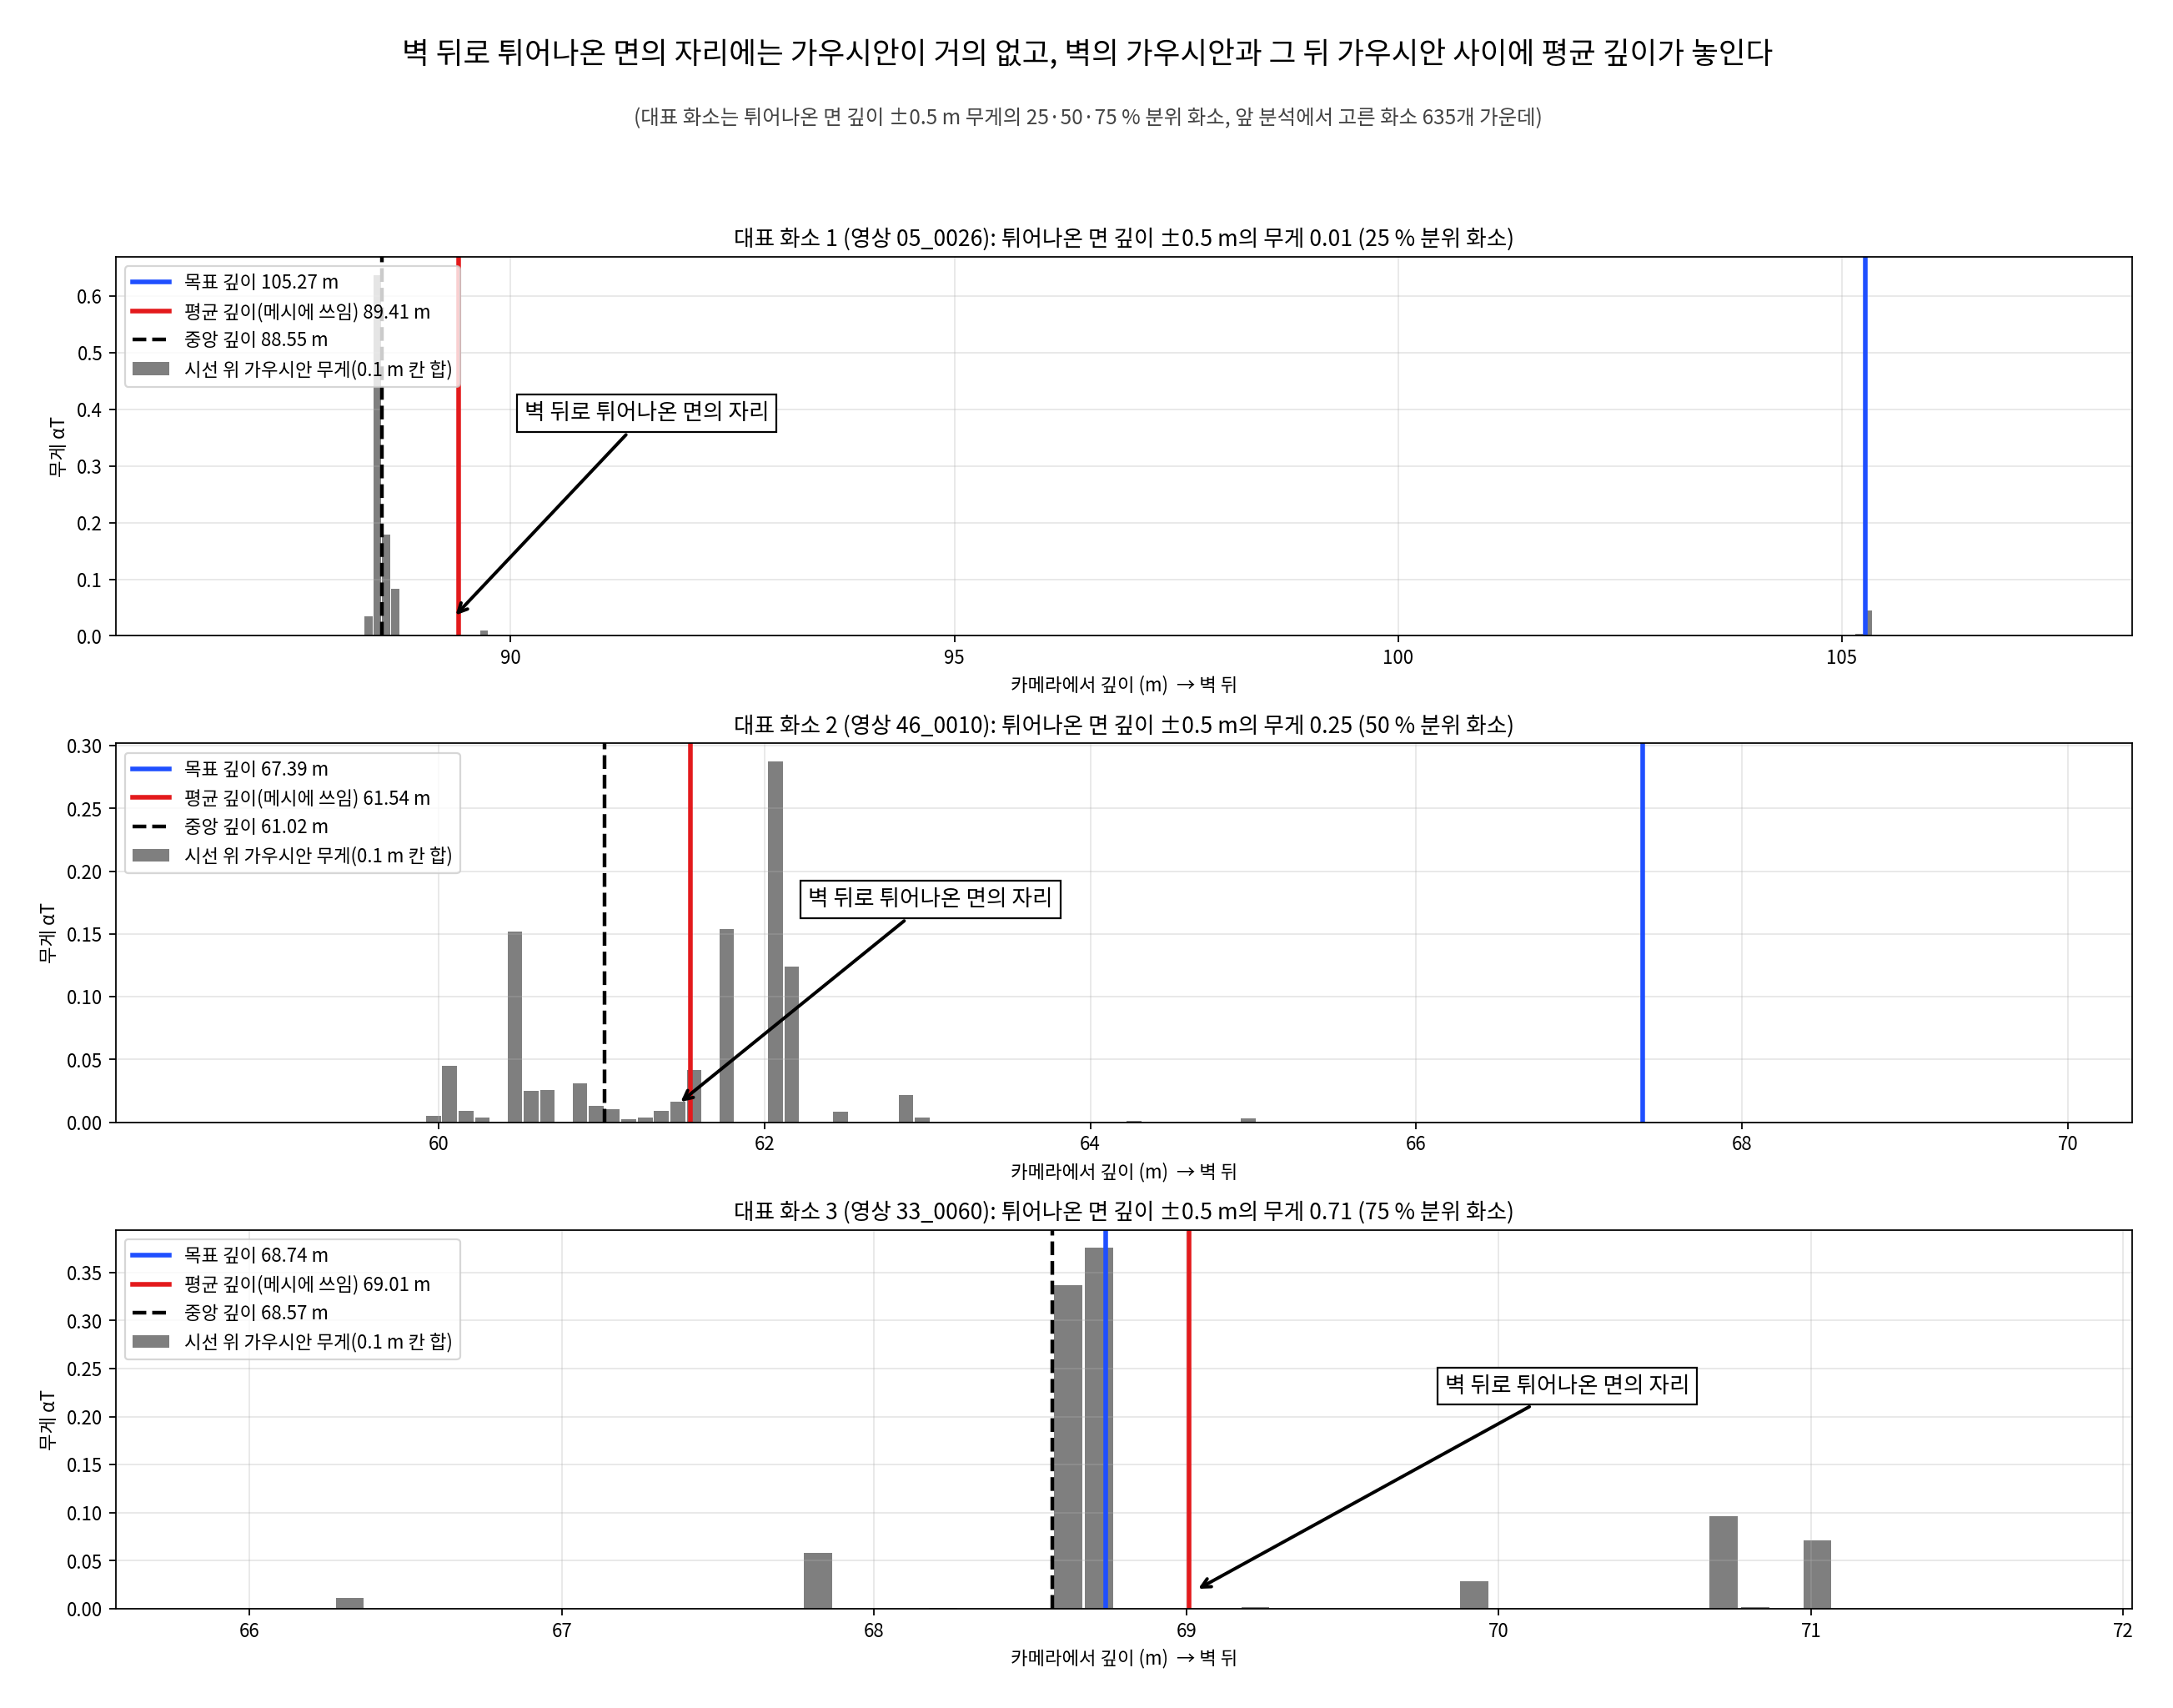 벽 뒤로 튀어나온 면의 자리에는 가우시안이 거의 없고, 벽의 가우시안과 그 뒤 가우시안 사이에 평균 깊이가 놓인다
(대표 화소는 튀어나온 면 깊이 ±0.5 m 무게의 25·50·75 % 분위 화소, 앞 분석에서 고른 화소 635개 가운데)
대표 화소 1 (영상 05_0026): 튀어나온 면 깊이 ±0.5 m의 무게 0.01 (25 % 분위 화소)
목표 깊이 105.27 m
평균 깊이(메시에 쓰임) 89.41 m
중앙 깊이 88.55 m
시선 위 가우시안 무게(0.1 m 칸 합)
벽 뒤로 튀어나온 면의 자리
무게 αT
0.6
0.5
0.4
0.3
0.2
0.1
0.0
90 95 100 105
카메라에서 깊이 (m) → 벽 뒤
대표 화소 2 (영상 46_0010): 튀어나온 면 깊이 ±0.5 m의 무게 0.25 (50 % 분위 화소)
목표 깊이 67.39 m
평균 깊이(메시에 쓰임) 61.54 m
중앙 깊이 61.02 m
시선 위 가우시안 무게(0.1 m 칸 합)
벽 뒤로 튀어나온 면의 자리
무게 αT
0.30
0.25
0.20
0.15
0.10
0.05
0.00
60 62 64 66 68 70
카메라에서 깊이 (m) → 벽 뒤
대표 화소 3 (영상 33_0060): 튀어나온 면 깊이 ±0.5 m의 무게 0.71 (75 % 분위 화소)
목표 깊이 68.74 m
평균 깊이(메시에 쓰임) 69.01 m
중앙 깊이 68.57 m
시선 위 가우시안 무게(0.1 m 칸 합)
벽 뒤로 튀어나온 면의 자리
무게 αT
0.35
0.30
0.25
0.20
0.15
0.10
0.05
0.00
66 67 68 69 70 71 72
카메라에서 깊이 (m) → 벽 뒤